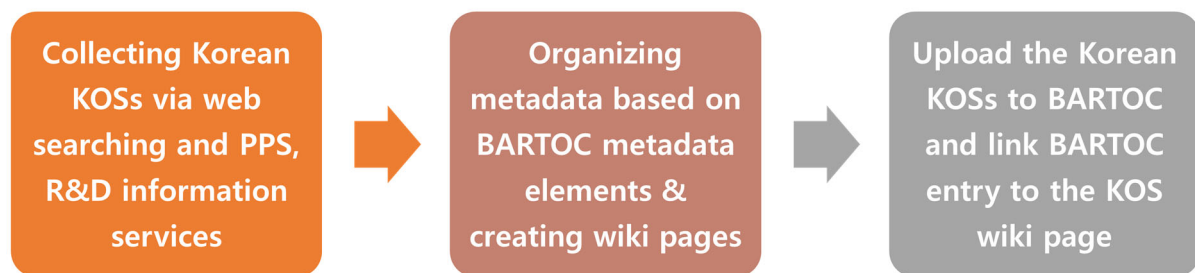 Collecting Korean
KOSs via web
searching and PPS,
R&D information
services
Organizing
metadata based on
BARTOC metadata
elements &
creating wiki pages
Upload the Korean
KOSs to BARTOC
and link BARTOC
entry to the KOS
wiki page